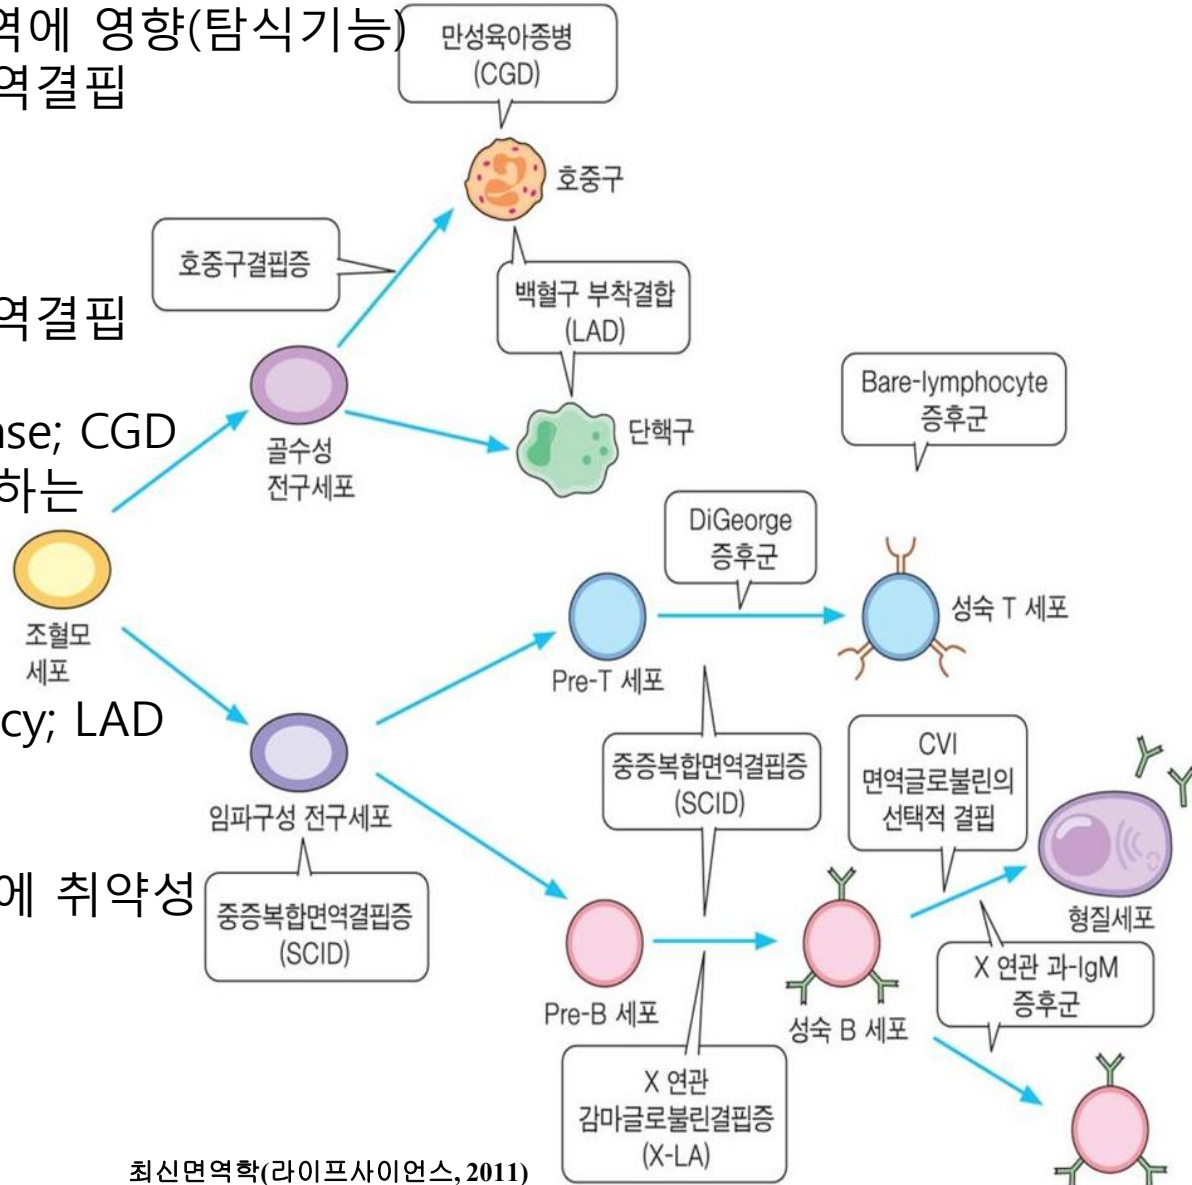 역에 영향(탐식기능)
역결핍
역결핍
nse; CGD
하는
cy; LAD
에 취약성
만성육아종병
(CGD)
호중구
호중구결핍증
백혈구 부착결합
(LAD)
골수성
전구세포
단핵구
Bare-lymphocyte
증후군
DiGeorge
증후군
조혈모
세포
Pre-T 세포
성숙 T 세포
임파구성 전구세포
중증복합면역결핍증
(SCID)
중증복합면역결핍증
(SCID)
CVI
면역글로불린의
선택적 결핍
형질세포
X 연관 과-IgM
증후군
Pre-B 세포
성숙 B 세포
X 연관
감마글로불린결핍증
(X-LA)
최신면역학(라이프사이언스, 2011)